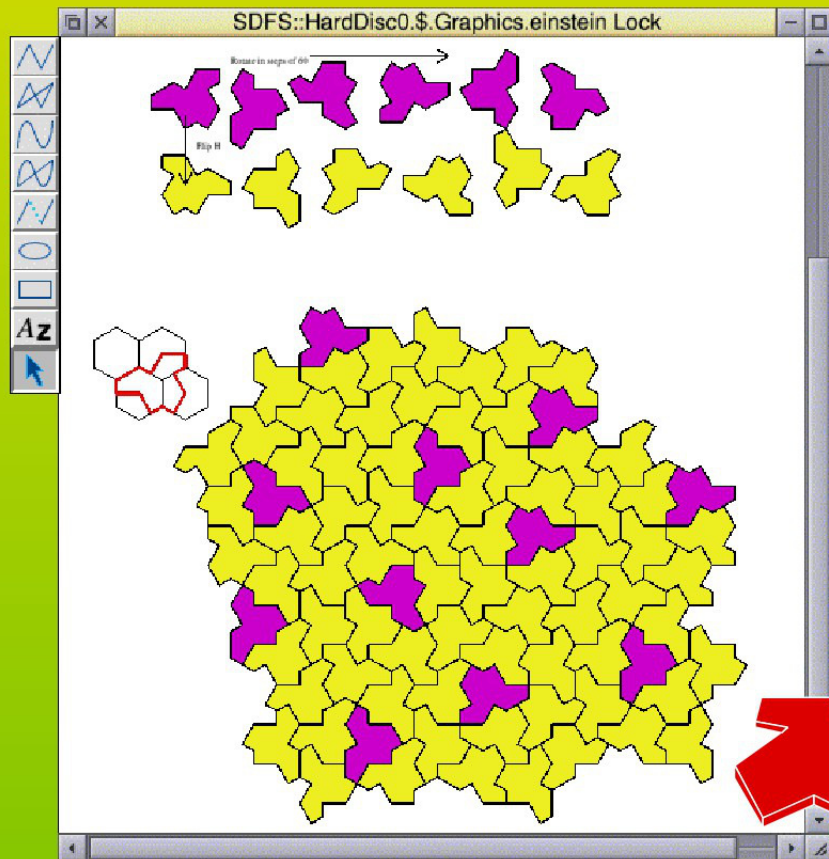 SDFS::HardDisc0.$.Graphics.einstein Lock
Rotate in steps of 60
Flip H
Az